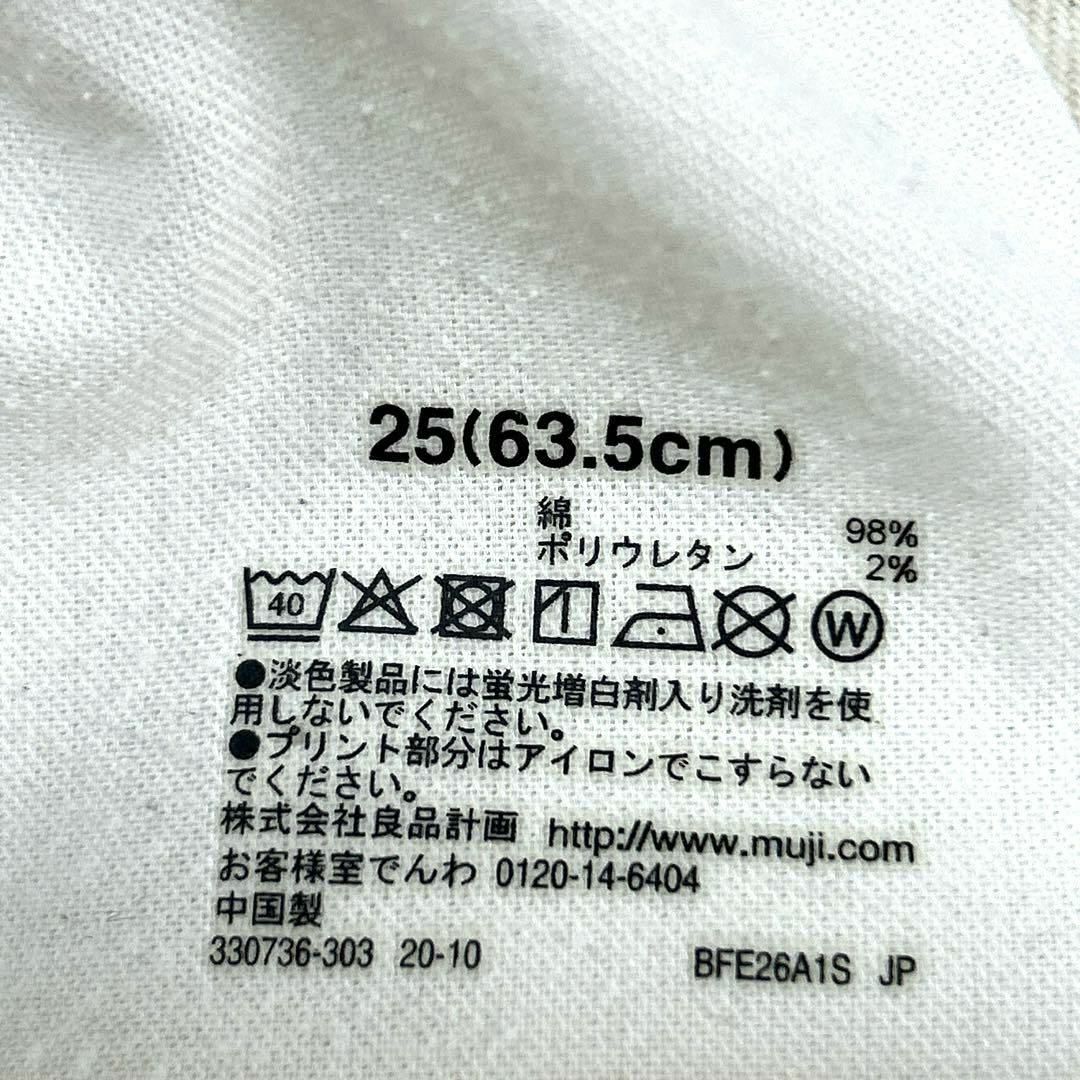 25(63.5cm)
綿 98%
ポリウレタン 2%
40
W
●淡色製品には蛍光増白剤入り洗剤を使
用しないでください。
●プリント部分はアイロンでこすらない
でください。
株式会社良品計画 http://www.muji.com
お客様室でんわ 0120-14-6404
中国製
330736-303 20-10 BFE26A1S JP